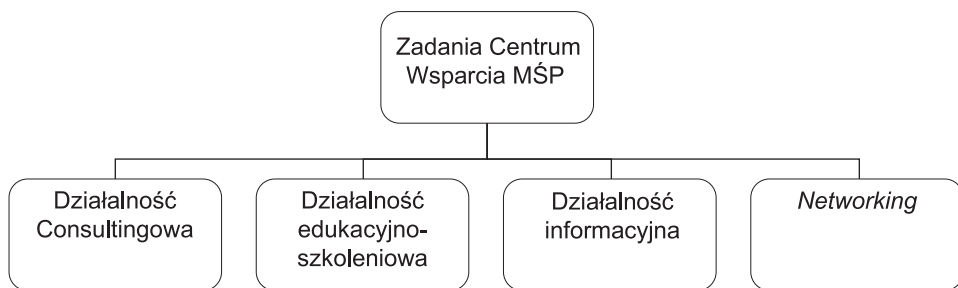 Zadania Centrum
Wsparcia MŚP
Działalność
Consultingowa
Działalność
edukacyjno-
szkoleniowa
Działalność
informacyjna
Networking